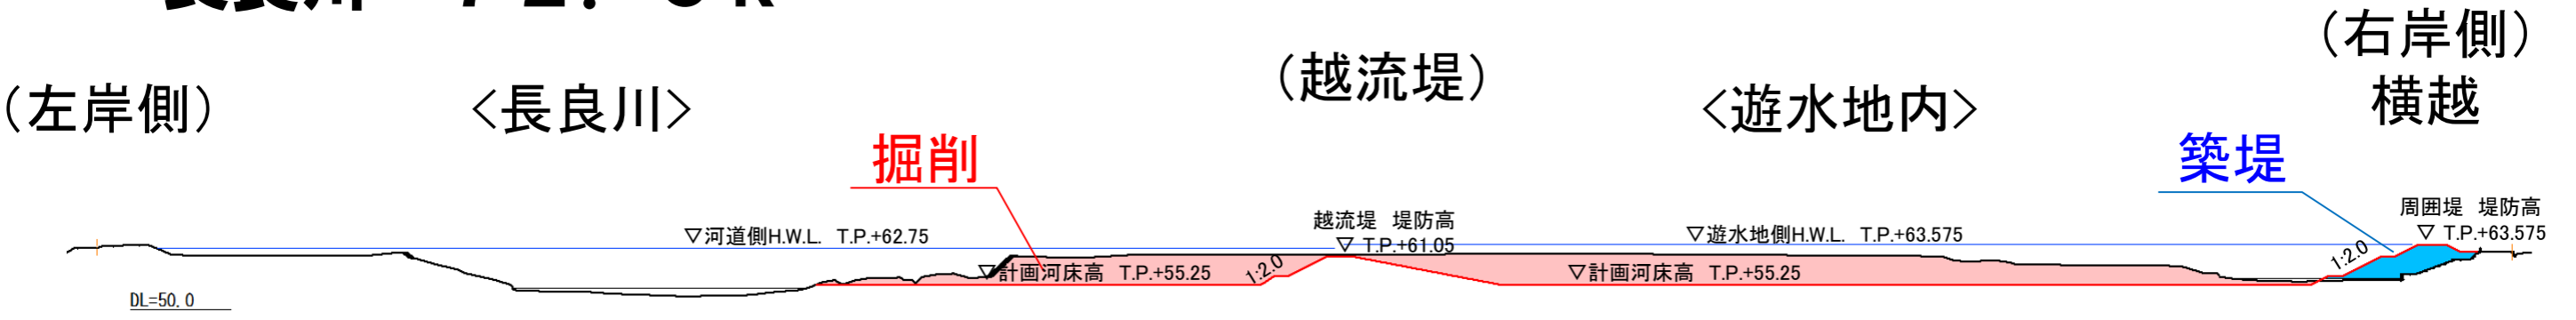 （右岸側）
横越
（越流堤）
（左岸側）
<長良川>
<遊水地内>
掘削
築堤
周囲堤　堤防高
▽ T.P.+63.575
越流堤　堤防高
▽ T.P.+61.05
▽河道側H.W.L.　T.P.+62.75
▽遊水地側H.W.L.　T.P.+63.575
1:2.0
1:2.0
▽計画河床高　T.P.+55.25
▽計画河床高　T.P.+55.25
DL=50.0